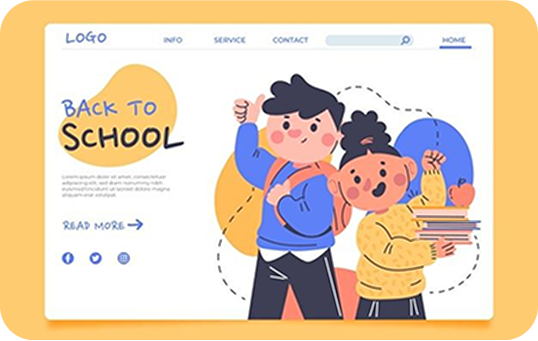 LOGO
INFO
SERVICE
CONTACT
HOME
BACK TO
SCHOOL
Lorem ipsum dolor sit amet, consectetuer
adipiscing elit, sed diam nonummy nibh
euismod tincidunt ut laoreet dolore magna aliquam
erat volutpat.
READ MORE